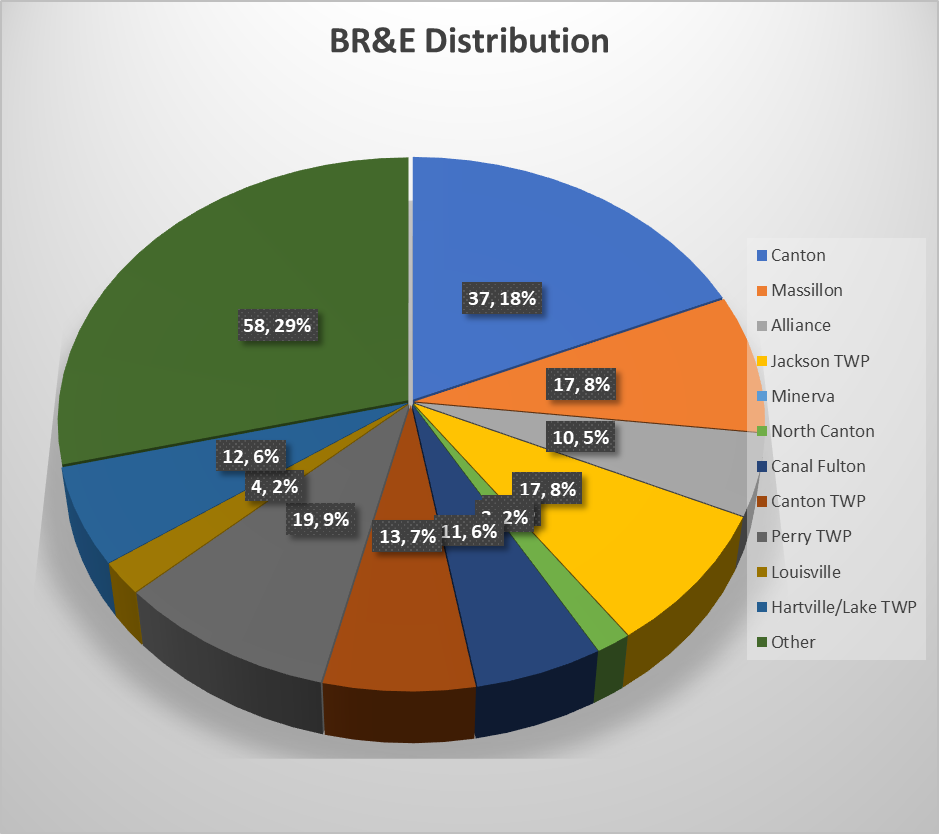 BR&E Distribution
37, 18%
58, 29%
17, 8%
10, 5%
12, 6%
4, 2%
17, 8%
19, 9%
2%
11, 6%
13, 7%
Canton
Massillon
Alliance
Jackson TWP
Minerva
North Canton
Canal Fulton
Canton TWP
Perry TWP
Louisville
Hartville/Lake TWP
Other